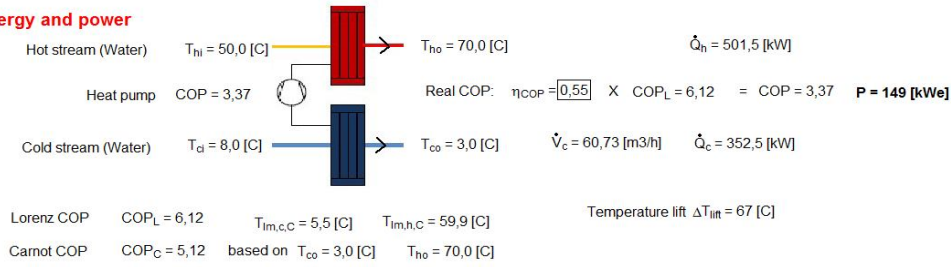 ergy and power
Hot stream (Water) Thi = 50,0 [C] Tho = 70,0 [C] Q̇h = 501,5 [kW]
Heat pump COP = 3,37 Real COP: ηCOP = 0,55 X COPL = 6,12 = COP = 3,37 P = 149 [kWe]
Cold stream (Water) Tci = 8,0 [C] Tco = 3,0 [C] V̇c = 60,73 [m3/h] Q̇c = 352,5 [kW]
Lorenz COP COPL = 6,12 Tlm,c,C = 5,5 [C] Tlm,h,C = 59,9 [C] Temperature lift ΔTlift = 67 [C]
Carnot COP COPC = 5,12 based on Tco = 3,0 [C] Tho = 70,0 [C]